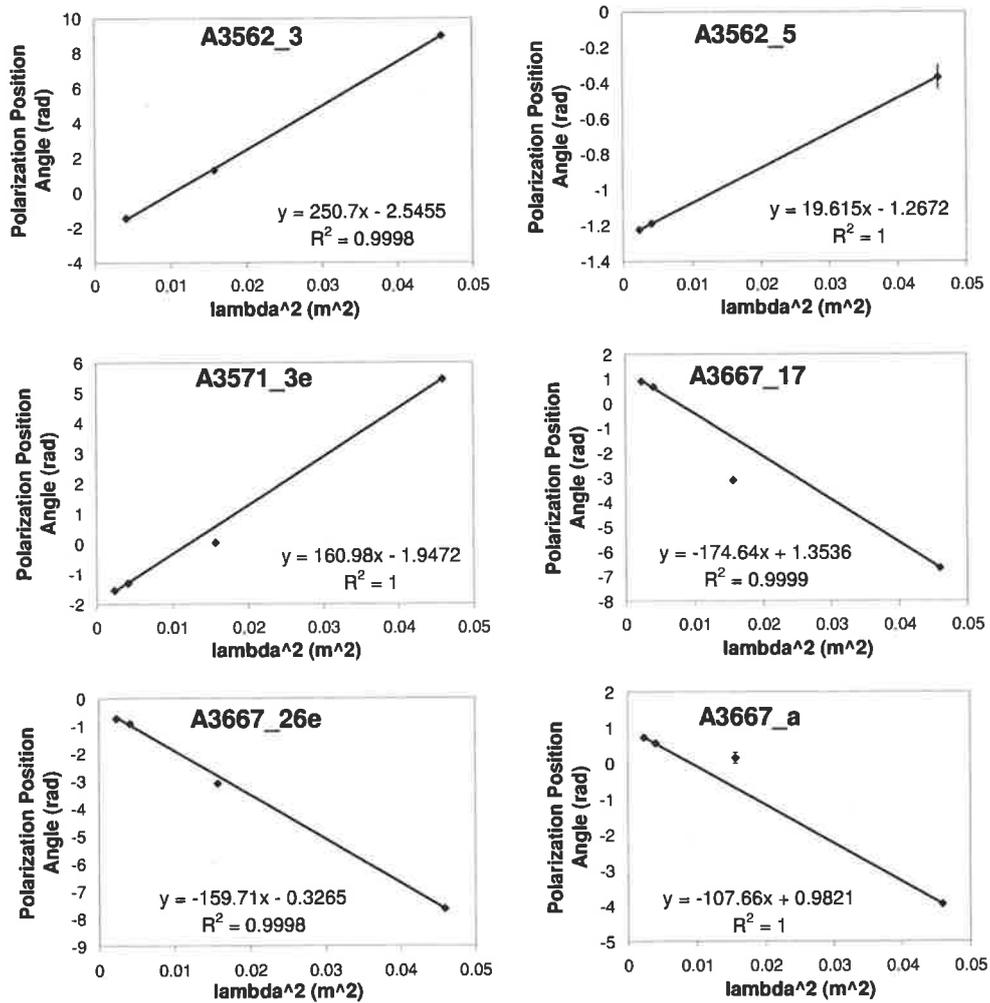 A3562_3
Polarization Position
Angle (rad)
10
8
6
4
2
0
-2
-4
y = 250.7x - 2.5455
R² = 0.9998
0 0.01 0.02 0.03 0.04 0.05
lambda^2 (m^2)
A3562_5
Polarization Position
Angle (rad)
0
-0.2
-0.4
-0.6
-0.8
-1
-1.2
-1.4
y = 19.615x - 1.2672
R² = 1
0 0.01 0.02 0.03 0.04 0.05
lambda^2 (m^2)
A3571_3e
Polarization Position
Angle (rad)
6
5
4
3
2
1
0
-1
-2
y = 160.98x - 1.9472
R² = 1
0 0.01 0.02 0.03 0.04 0.05
lambda^2 (m^2)
A3667_17
Polarization Position
Angle (rad)
2
1
0
-1
-2
-3
-4
-5
-6
-7
-8
y = -174.64x + 1.3536
R² = 0.9999
0 0.01 0.02 0.03 0.04 0.05
lambda^2 (m^2)
A3667_26e
Polarization Position
Angle (rad)
0
-1
-2
-3
-4
-5
-6
-7
-8
-9
y = -159.71x - 0.3265
R² = 0.9998
0 0.01 0.02 0.03 0.04 0.05
lambda^2 (m^2)
A3667_a
Polarization Position
Angle (rad)
2
1
0
-1
-2
-3
-4
-5
y = -107.66x + 0.9821
R² = 1
0 0.01 0.02 0.03 0.04 0.05
lambda^2 (m^2)